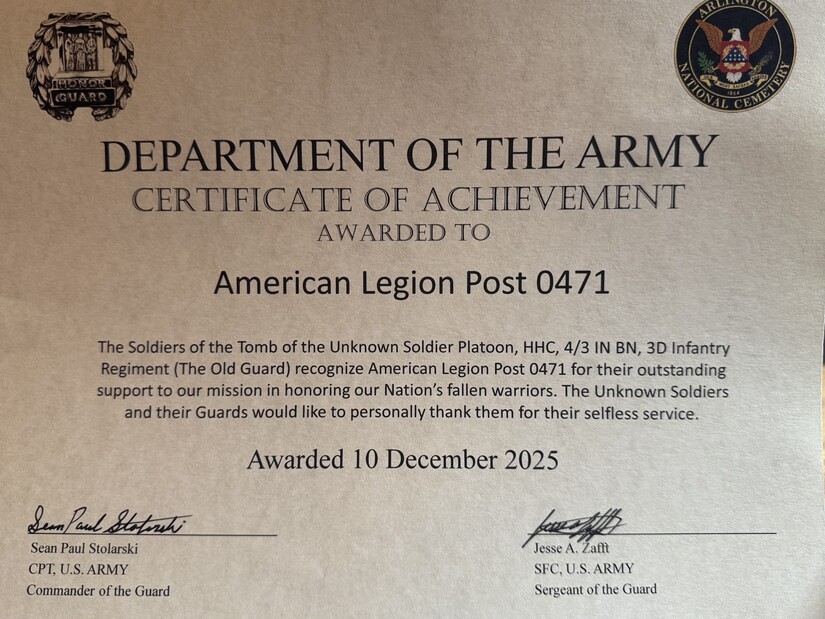 HONOR
GUARD
ARLINGTON
NATIONAL CEMETERY
DEPARTMENT OF THE ARMY
CERTIFICATE OF ACHIEVEMENT
AWARDED TO
American Legion Post 0471
The Soldiers of the Tomb of the Unknown Soldier Platoon, HHC, 4/3 IN BN, 3D Infantry
Regiment (The Old Guard) recognize American Legion Post 0471 for their outstanding
support to our mission in honoring our Nation's fallen warriors. The Unknown Soldiers
and their Guards would like to personally thank them for their selfless service.
Awarded 10 December 2025
Sean Paul Stolarski
Sean Paul Stolarski
CPT, U.S. ARMY
Commander of the Guard
Jesse A. Zafft
SFC, U.S. ARMY
Sergeant of the Guard